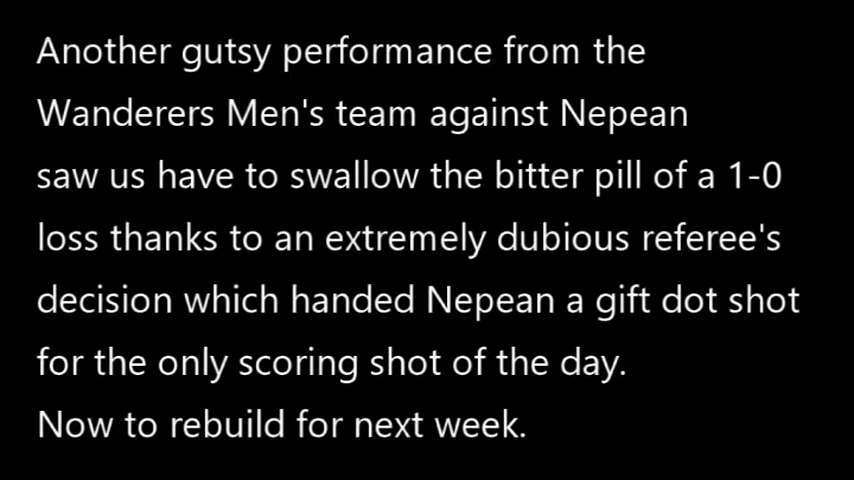 Another gutsy performance from the
Wanderers Men's team against Nepean
saw us have to swallow the bitter pill of a 1-0
loss thanks to an extremely dubious referee's
decision which handed Nepean a gift dot shot
for the only scoring shot of the day.
Now to rebuild for next week.